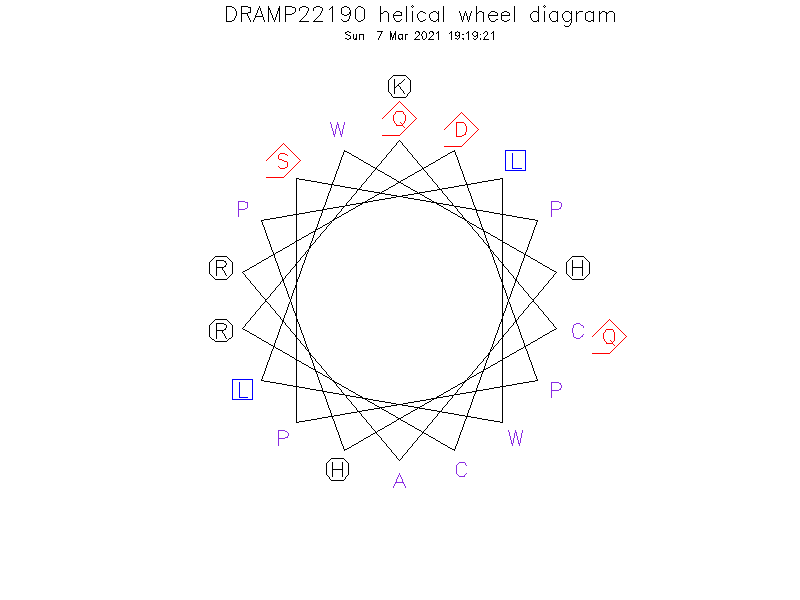 DRAMP22190 helical wheel diagram
Sun 7 Mar 2021 19:19:21
K
W Q D
S L
P P
R H
R C Q
L P
P W
H A C